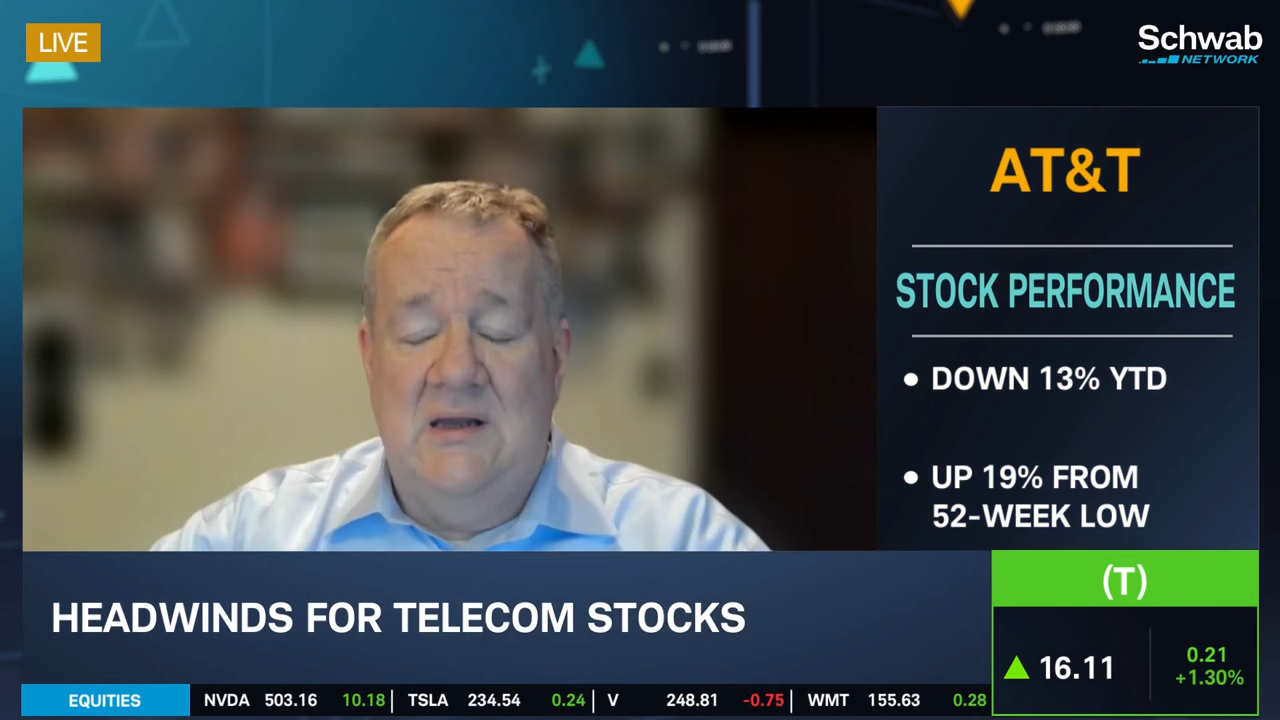 LIVE
Schwab
NETWORK
AT&T
STOCK PERFORMANCE
• DOWN 13% YTD
• UP 19% FROM
52-WEEK LOW
HEADWINDS FOR TELECOM STOCKS
(T)
▲ 16.11
0.21
+1.30%
EQUITIES NVDA 503.16 10.18 | TSLA 234.54 0.24 | V 248.81 -0.75 | WMT 155.63 0.28